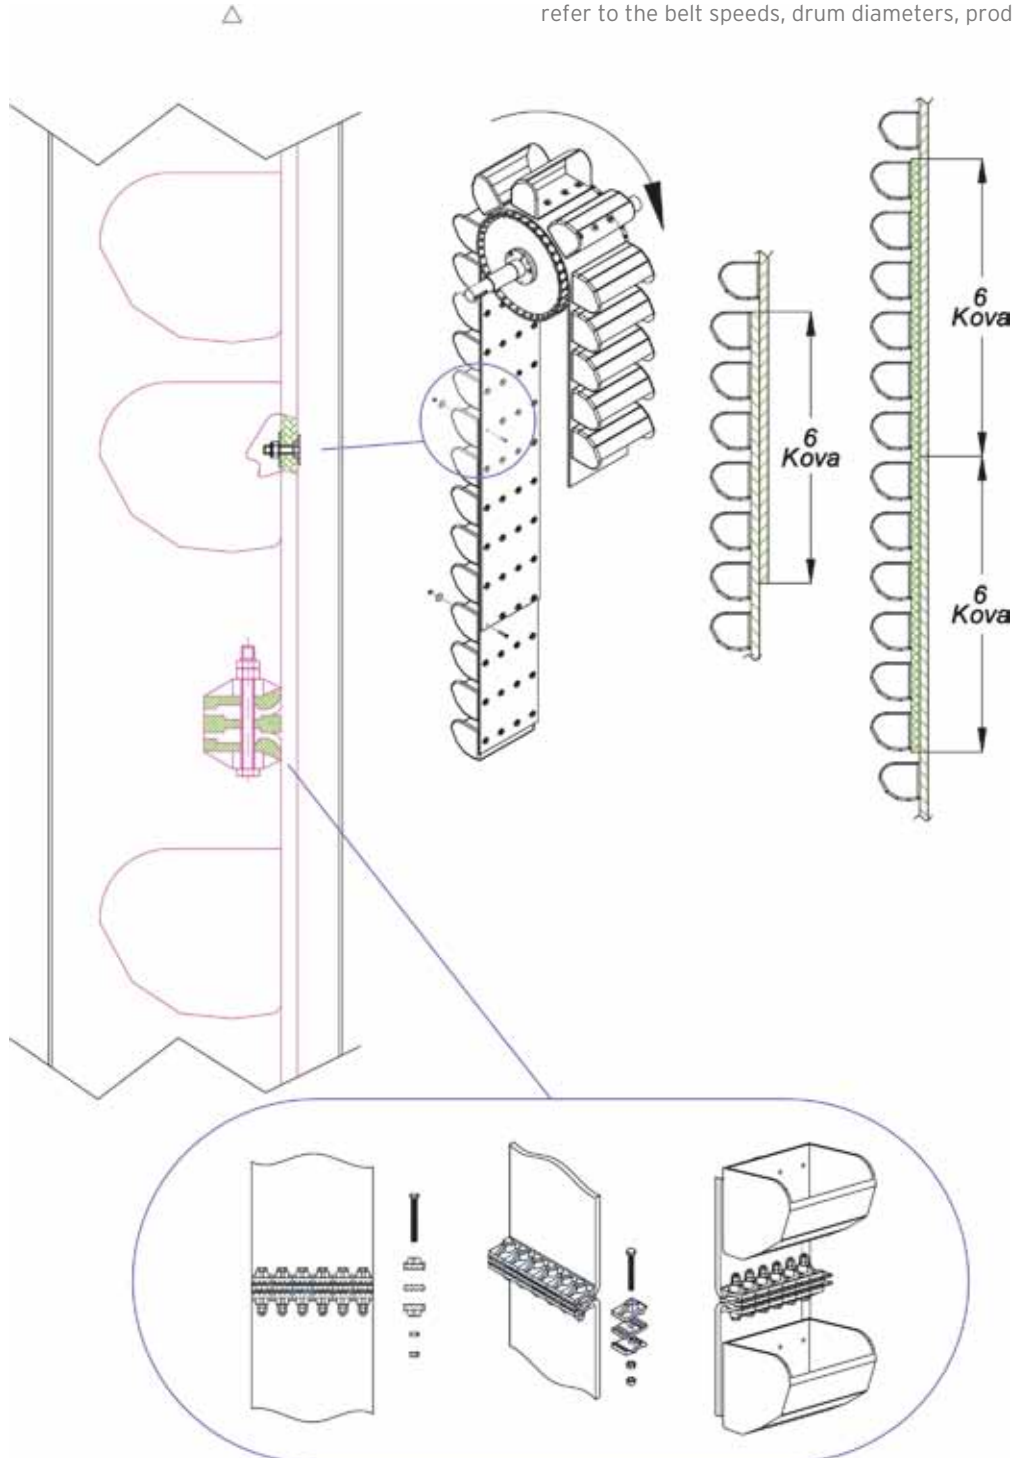 refer to the belt speeds, drum diameters, prod
6
Kova
6
Kova
6
Kova